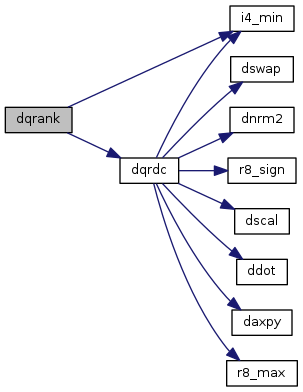 dqrank
dqrdc
i4_min
dswap
dnrm2
r8_sign
dscal
ddot
daxpy
r8_max